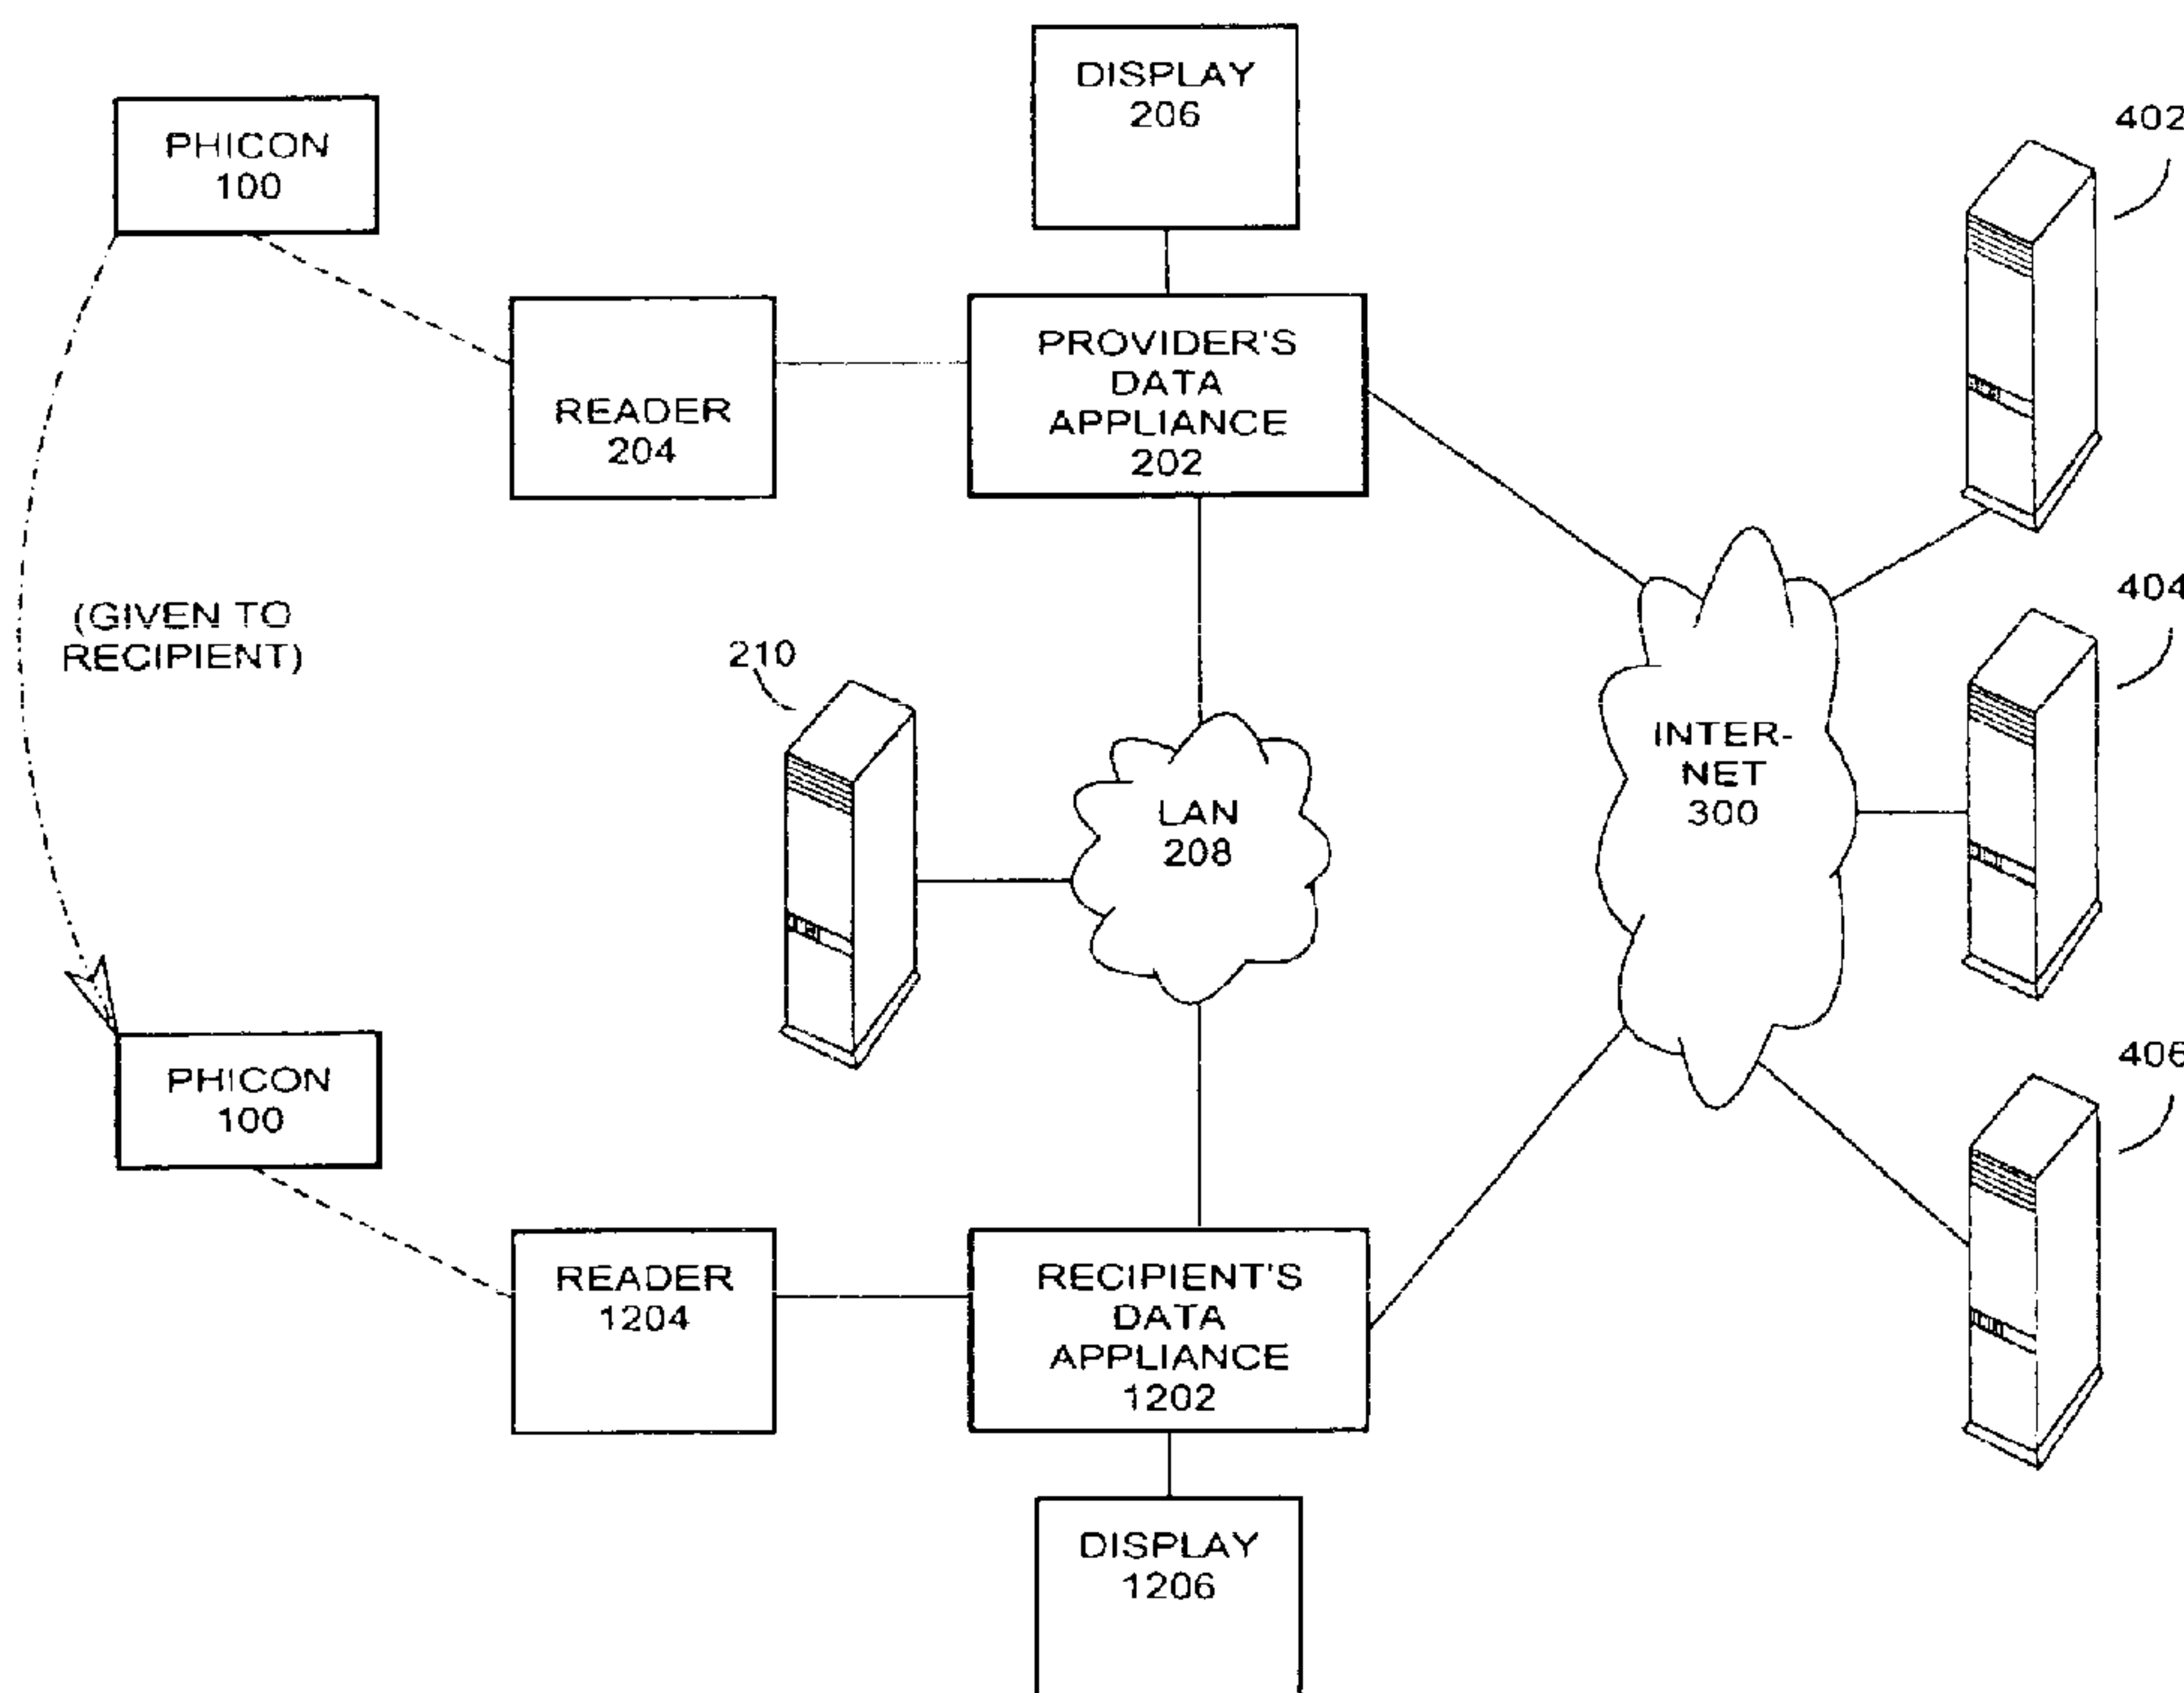 DISPLAY
206
402
PHICON
100
PROVIDER'S
DATA
APPLIANCE
202
READER
204
404
(GIVEN TO
RECIPIENT)
210
INTER-
NET
300
LAN
208
406
PHICON
100
READER
1204
RECIPIENT'S
DATA
APPLIANCE
1202
DISPLAY
1206